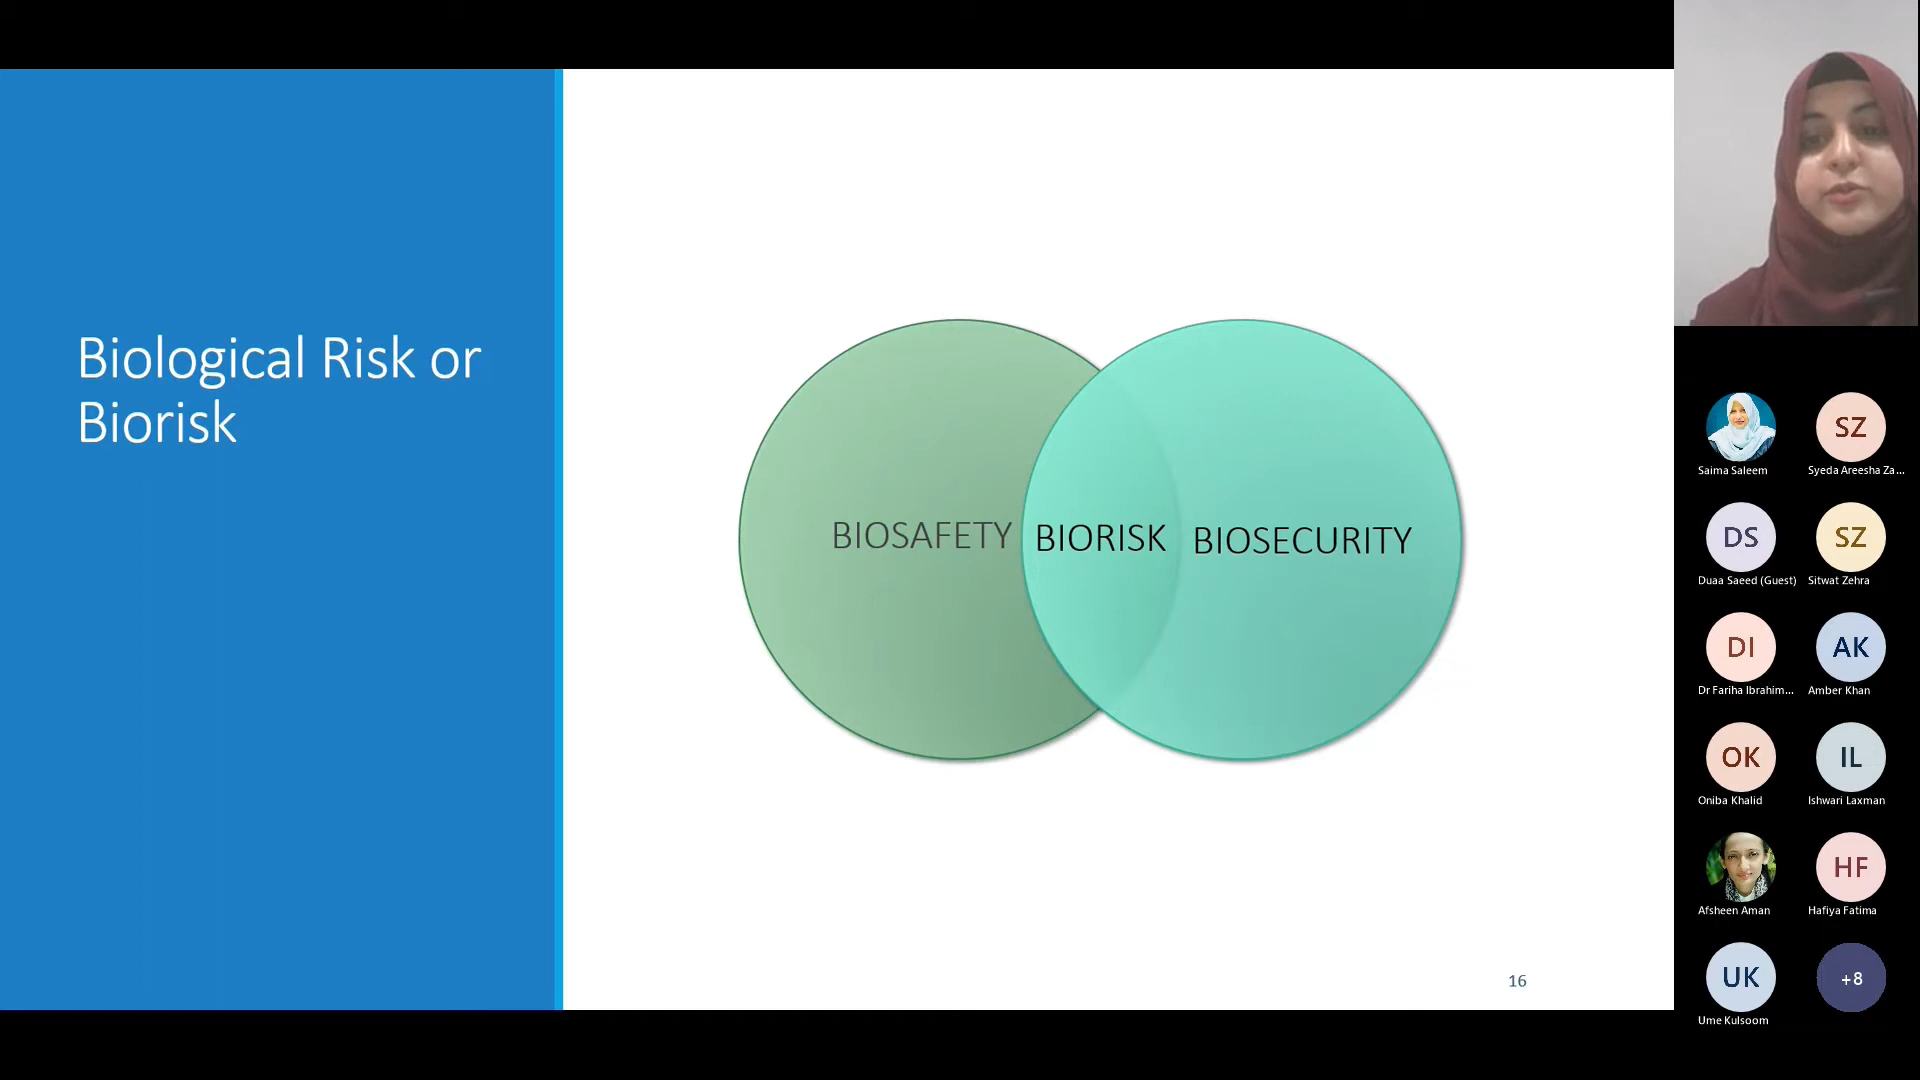 Biological Risk or
Biorisk
BIOSAFETY
BIORISK
BIOSECURITY
16
Saima Saleem
SZ
Syeda Areesha Za...
DS
Duaa Saeed (Guest)
SZ
Sitwat Zehra
DI
Dr Fariha Ibrahim...
AK
Amber Khan
OK
Oniba Khalid
IL
Ishwari Laxman
Afsheen Aman
HF
Hafiya Fatima
UK
Ume Kulsoom
+8